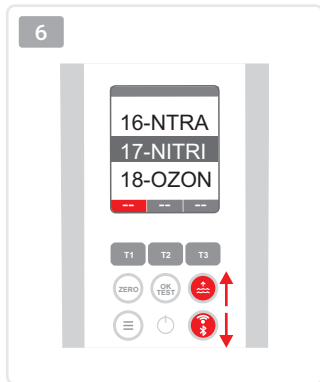 6
16-NTRA
17-NITRI
18-OZON
-- -- --
T1 T2 T3
ZERO OK TEST